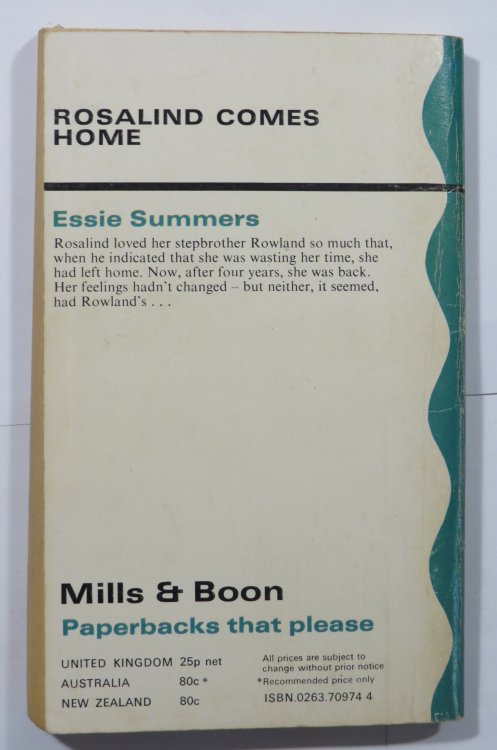 ROSALIND COMES
HOME
Essie Summers
Rosalind loved her stepbrother Rowland so much that,
when he indicated that she was wasting her time, she
had left home. Now, after four years, she was back.
Her feelings hadn't changed – but neither, it seemed,
had Rowland's . . .
Mills & Boon
Paperbacks that please
UNITED KINGDOM 25p net
AUSTRALIA 80c *
NEW ZEALAND 80c
All prices are subject to
change without prior notice
*Recommended price only
ISBN.0263.70974 4